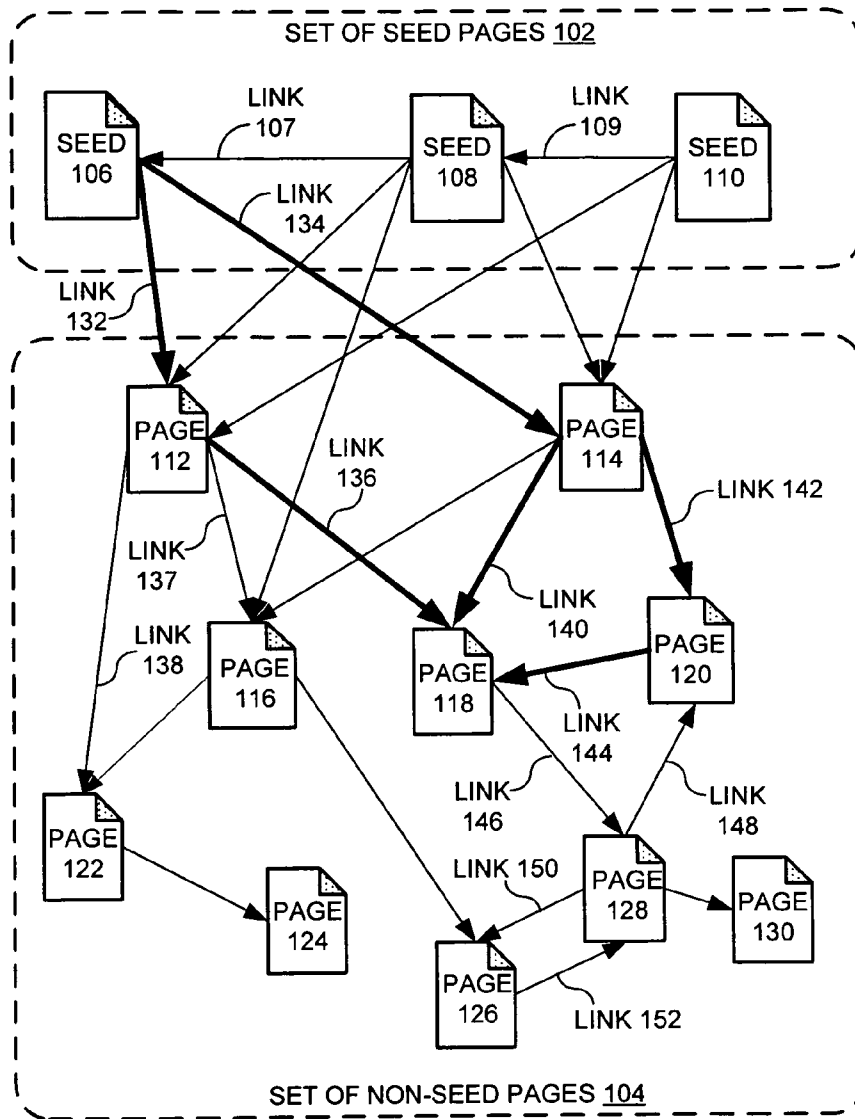 SET OF SEED PAGES 102
LINK
107
LINK
109
SEED
106
SEED
108
SEED
110
LINK
134
LINK
132
PAGE
112
PAGE
114
LINK
136
LINK 142
LINK
137
LINK
140
LINK
138
PAGE
116
PAGE
118
PAGE
120
LINK
144
LINK
146
LINK
148
PAGE
122
LINK 150
PAGE
128
PAGE
124
PAGE
130
PAGE
126
LINK 152
SET OF NON-SEED PAGES 104